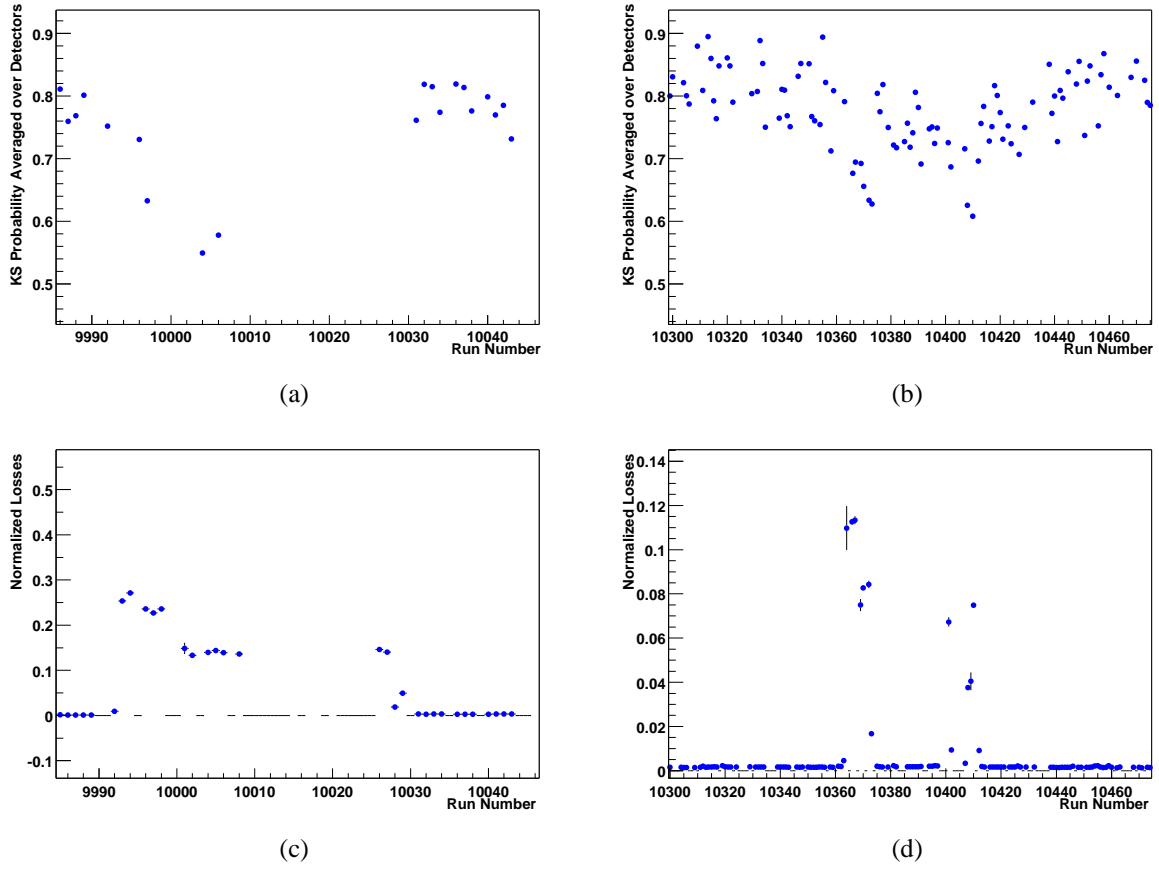 KS Probability Averaged over Detectors
0.9
0.8
0.7
0.6
0.5
9990 10000 10010 10020 10030 10040
Run Number
(a)
KS Probability Averaged over Detectors
0.9
0.8
0.7
0.6
0.5
10300 10320 10340 10360 10380 10400 10420 10440 10460
Run Number
(b)
Normalized Losses
0.5
0.4
0.3
0.2
0.1
0
-0.1
9990 10000 10010 10020 10030 10040
Run Number
(c)
Normalized Losses
0.14
0.12
0.1
0.08
0.06
0.04
0.02
0
10300 10320 10340 10360 10380 10400 10420 10440 10460
Run Number
(d)